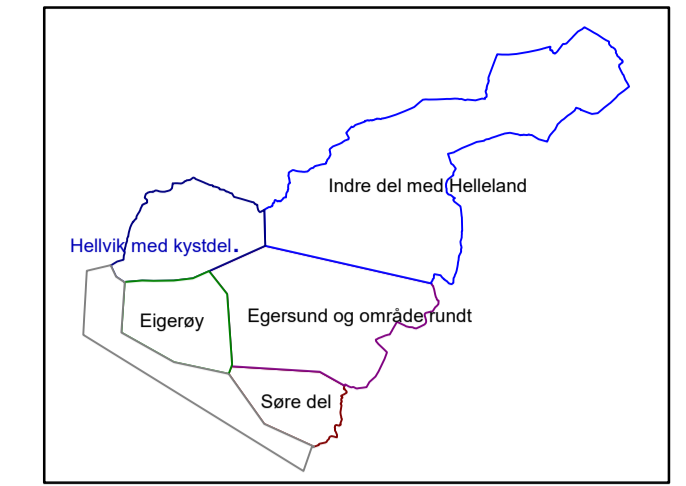 Indre del med Helleland
Hellvik med kystdel.
Egersund og område rundt
Eigerøy
Søre del